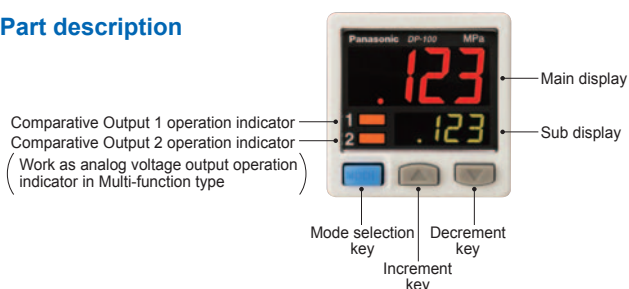 Part description
Panasonic DP-100 MPa
.123
Main display
Comparative Output 1 operation indicator
1
Comparative Output 2 operation indicator
2
.123
Sub display
(Work as analog voltage output operation
indicator in Multi-function type)
MODE
Mode selection
key
Increment
key
Decrement
key